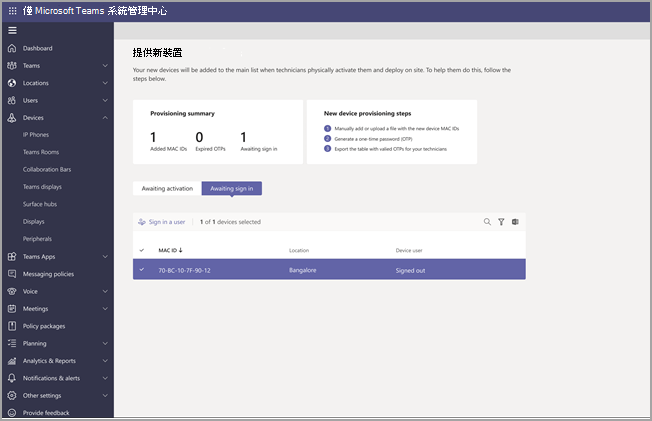 僅 Microsoft Teams 系統管理中心
Dashboard
Teams
Locations
Users
Devices
IP Phones
Teams Rooms
Collaboration Bars
Teams displays
Surface hubs
Displays
Peripherals
Teams Apps
Messaging policies
Voice
Meetings
Policy packages
Planning
Analytics & Reports
Notifications & alerts
Other settings
Provide feedback
提供新裝置
Your new devices will be added to the main list when technicians physically activate them and deploy on site. To help them do this, follow the
steps below.
Provisioning summary
1 0 1
Added MAC IDs Expired OTPs Awaiting sign in
New device provisioning steps
1 Manually add or upload a file with the new device MAC IDs
2 Generate a one-time password (OTP)
3 Export the table with valied OTPs for your technicians
Awaiting activation Awaiting sign in
Sign in a user 1 of 1 devices selected
MAC ID ↓ Location Device user
70-BC-10-7F-90-12 Bangalore Signed out